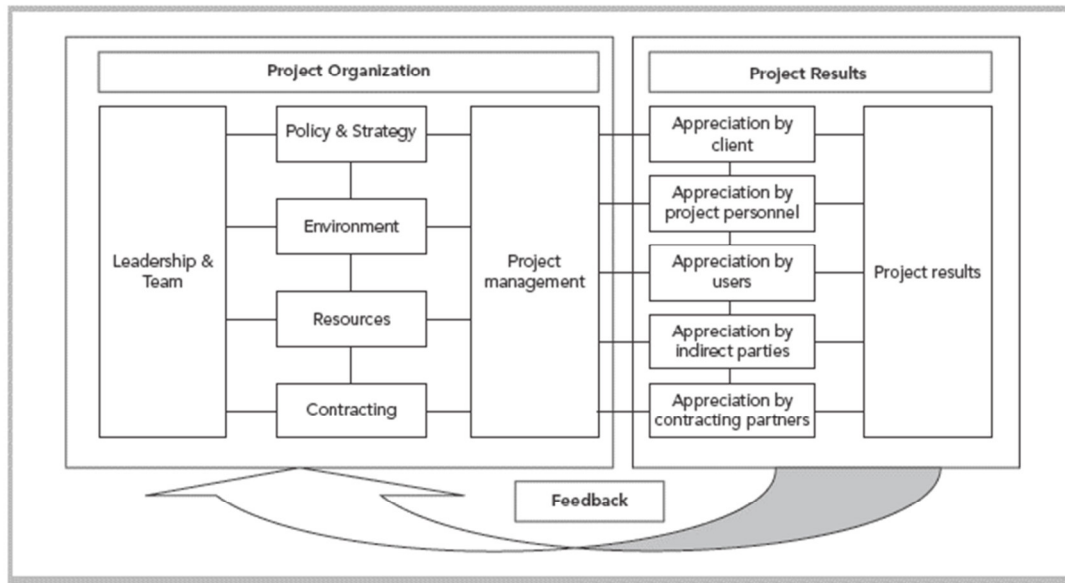 Project Organization
Project Results
Leadership &
Team
Policy & Strategy
Environment
Resources
Contracting
Project
management
Appreciation by
client
Appreciation by
project personnel
Appreciation by
users
Appreciation by
indirect parties
Appreciation by
contracting partners
Project results
Feedback